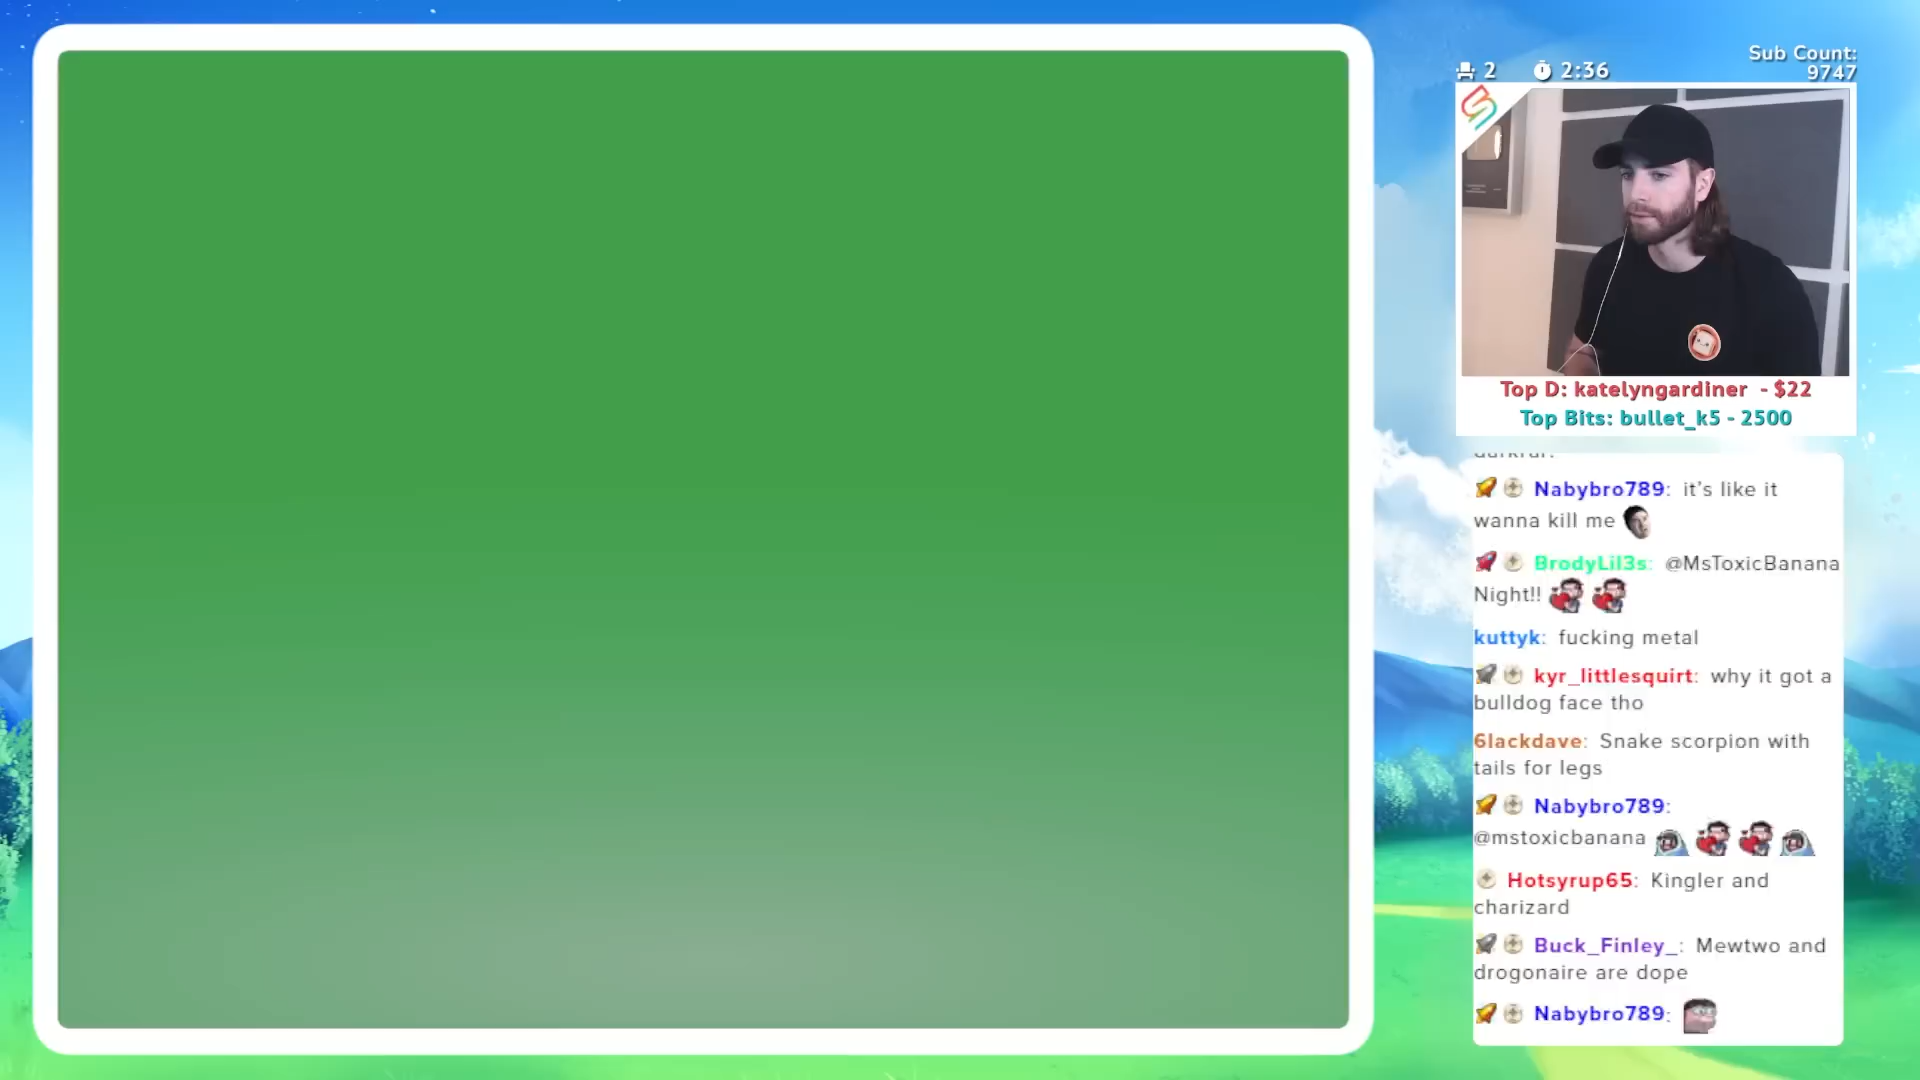 Sub Count:
2 2:36 9747
Top D: katelyngardiner - $22
Top Bits: bullet_k5 - 2500
Nabybro789: it's like it
wanna kill me
BrodyLil3s: @MsToxicBanana
Night!!
kuttyk: fucking metal
kyr_littlesquirt: why it got a
bulldog face tho
6lackdave: Snake scorpion with
tails for legs
Nabybro789:
@mstoxicbanana
Hotsyrup65: Kingler and
charizard
Buck_Finley_: Mewtwo and
drogonaire are dope
Nabybro789: